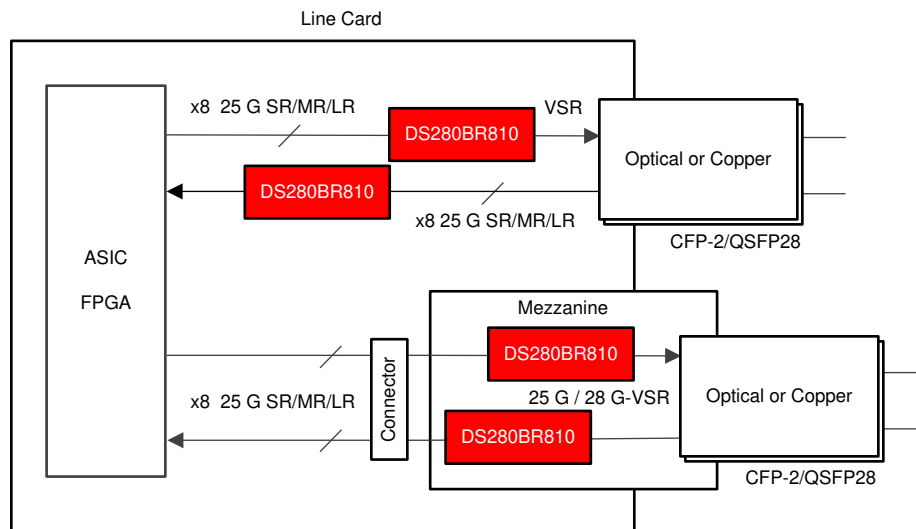 Line Card
x8 25 G SR/MR/LR
VSR
DS280BR810
Optical or Copper
DS280BR810
x8 25 G SR/MR/LR
CFP-2/QSFP28
ASIC
FPGA
Mezzanine
DS280BR810
x8 25 G SR/MR/LR
Connector
25 G / 28 G-VSR
Optical or Copper
DS280BR810
CFP-2/QSFP28